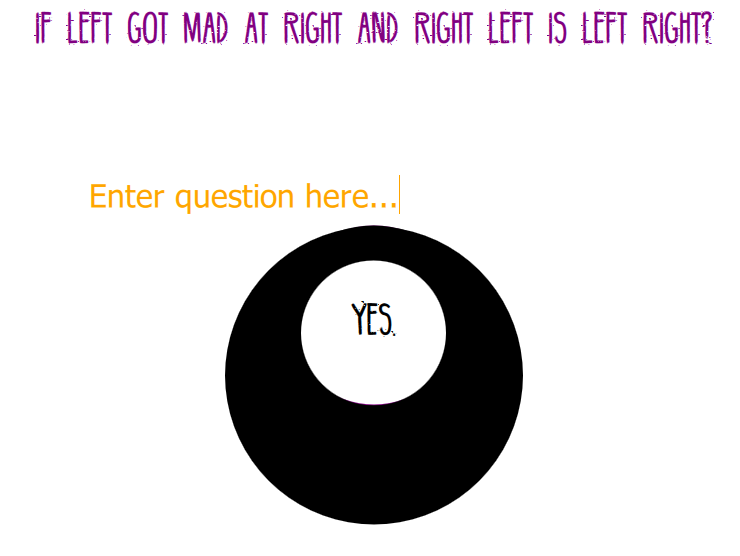 IF LEFT GOT MAD AT RIGHT AND RIGHT LEFT IS LEFT RIGHT?
Enter question here...
YES.